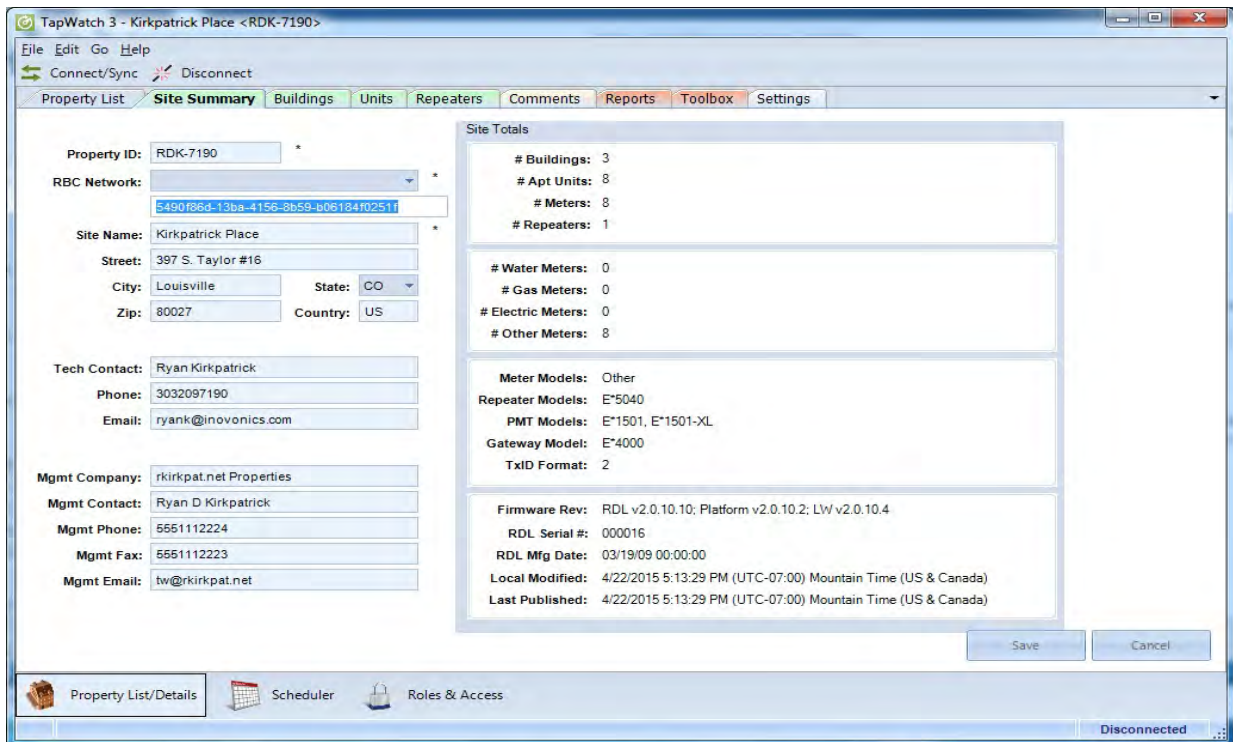 TapWatch 3 - Kirkpatrick Place <RDK-7190>
File Edit Go Help
Connect/Sync Disconnect
Property List Site Summary Buildings Units Repeaters Comments Reports Toolbox Settings
Property ID: RDK-7190 *
RBC Network: *
5490f86d-13ba-4156-8b59-b06184f0251f
Site Name: Kirkpatrick Place *
Street: 397 S. Taylor #16
City: Louisville State: CO
Zip: 80027 Country: US
Tech Contact: Ryan Kirkpatrick
Phone: 3032097190
Email: ryank@inovonics.com
Mgmt Company: rkirkpat.net Properties
Mgmt Contact: Ryan D Kirkpatrick
Mgmt Phone: 5551112224
Mgmt Fax: 5551112223
Mgmt Email: tw@rkirkpat.net
Site Totals
# Buildings: 3
# Apt Units: 8
# Meters: 8
# Repeaters: 1
# Water Meters: 0
# Gas Meters: 0
# Electric Meters: 0
# Other Meters: 8
Meter Models: Other
Repeater Models: E*5040
PMT Models: E*1501, E*1501-XL
Gateway Model: E*4000
TxID Format: 2
Firmware Rev: RDL v2.0.10.10; Platform v2.0.10.2; LW v2.0.10.4
RDL Serial #: 000016
RDL Mfg Date: 03/19/09 00:00:00
Local Modified: 4/22/2015 5:13:29 PM (UTC-07:00) Mountain Time (US & Canada)
Last Published: 4/22/2015 5:13:29 PM (UTC-07:00) Mountain Time (US & Canada)
Save Cancel
Property List/Details Scheduler Roles & Access
Disconnected